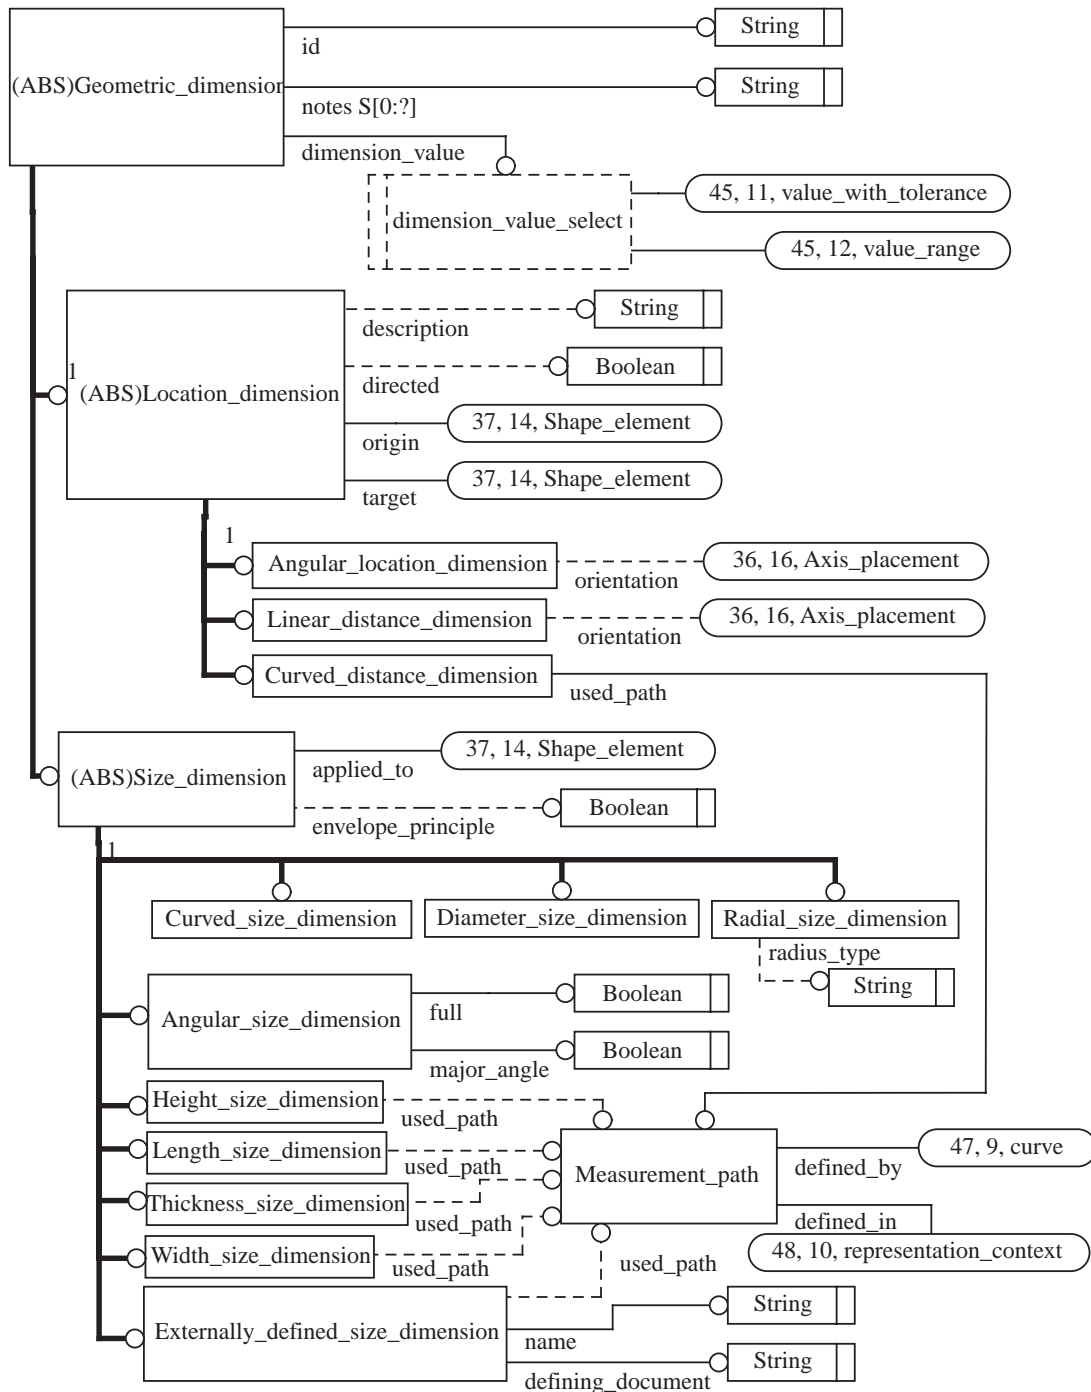 String
id
(ABS)Geometric_dimension
String
notes S[0:?]
dimension_value
45, 11, value_with_tolerance
dimension_value_select
45, 12, value_range
String
description
1
Boolean
directed
(ABS)Location_dimension
37, 14, Shape_element
origin
37, 14, Shape_element
target
1
Angular_location_dimension
36, 16, Axis_placement
orientation
Linear_distance_dimension
36, 16, Axis_placement
orientation
Curved_distance_dimension
used_path
37, 14, Shape_element
applied_to
(ABS)Size_dimension
Boolean
envelope_principle
1
Curved_size_dimension
Diameter_size_dimension
Radial_size_dimension
radius_type
String
Boolean
full
Angular_size_dimension
Boolean
major_angle
Height_size_dimension
used_path
Length_size_dimension
used_path
47, 9, curve
defined_by
Measurement_path
Thickness_size_dimension
used_path
defined_in
48, 10, representation_context
Width_size_dimension
used_path
used_path
String
Externally_defined_size_dimension
name
String
defining_document